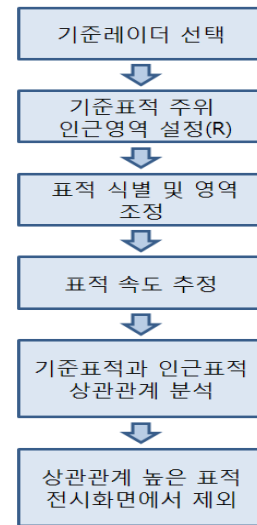 기준레이더 선택
기준표적 주위
인근영역 설정(R)
표적 식별 및 영역
조정
표적 속도 추정
기준표적과 인근표적
상관관계 분석
상관관계 높은 표적
전시화면에서 제외